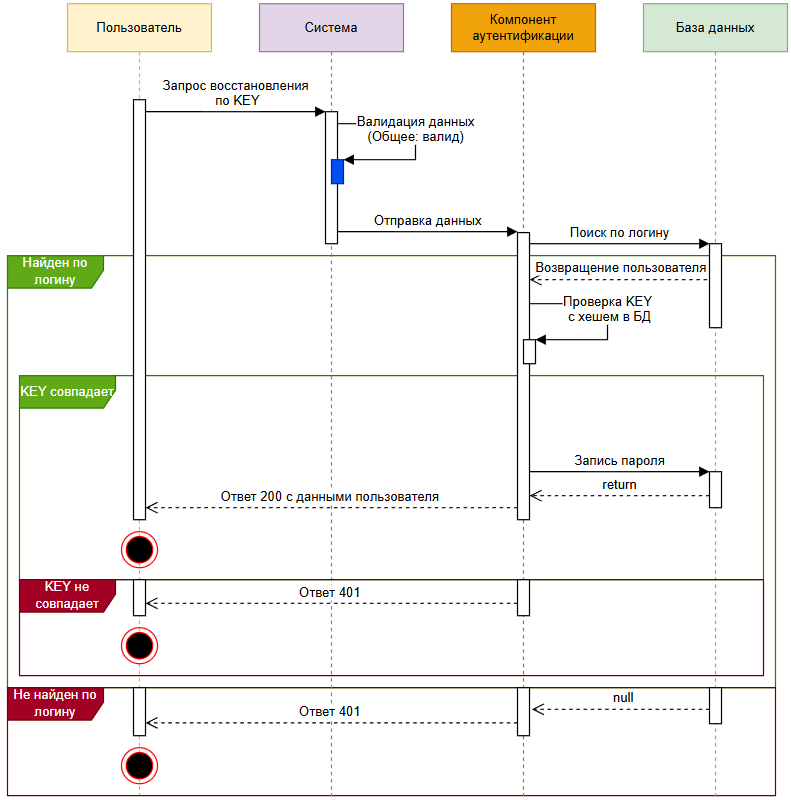 Пользователь
Система
Компонент
аутентификации
База данных
Запрос восстановления
по KEY
Валидация данных
(Общее: валид)
Отправка данных
Поиск по логину
Найден по
логину
Возвращение пользователя
Проверка KEY
с хешем в БД
KEY совпадает
Запись пароля
return
Ответ 200 с данными пользователя
KEY не
совпадает
Ответ 401
Не найден по
логину
null
Ответ 401